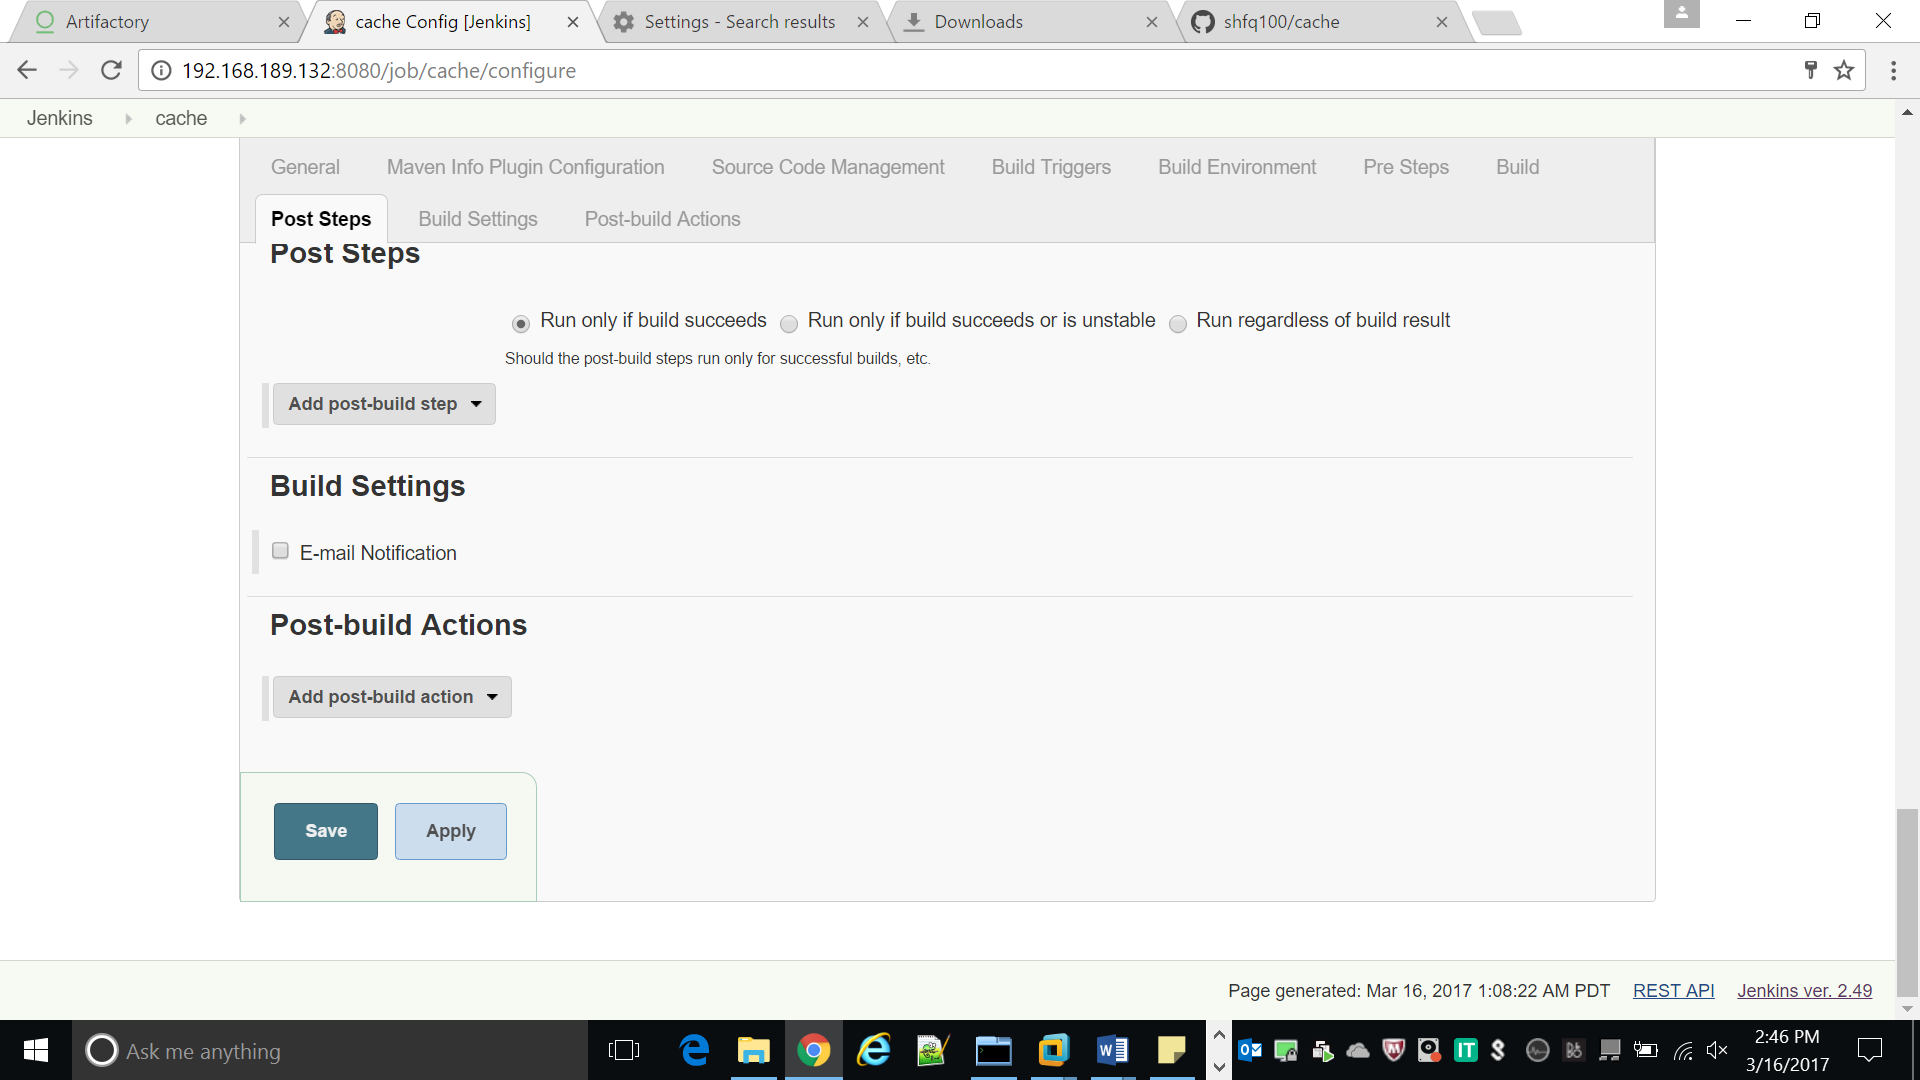 Artifactory
cache Config [Jenkins]
Settings - Search results
Downloads
shfq100/cache
192.168.189.132:8080/job/cache/configure
Jenkins
cache
General
Maven Info Plugin Configuration
Source Code Management
Build Triggers
Build Environment
Pre Steps
Build
Post Steps
Build Settings
Post-build Actions
Post Steps
Run only if build succeeds
Run only if build succeeds or is unstable
Run regardless of build result
Should the post-build steps run only for successful builds, etc.
Add post-build step
Build Settings
E-mail Notification
Post-build Actions
Add post-build action
Save
Apply
Page generated: Mar 16, 2017 1:08:22 AM PDT
REST API
Jenkins ver. 2.49
Ask me anything
IT
2:46 PM
3/16/2017